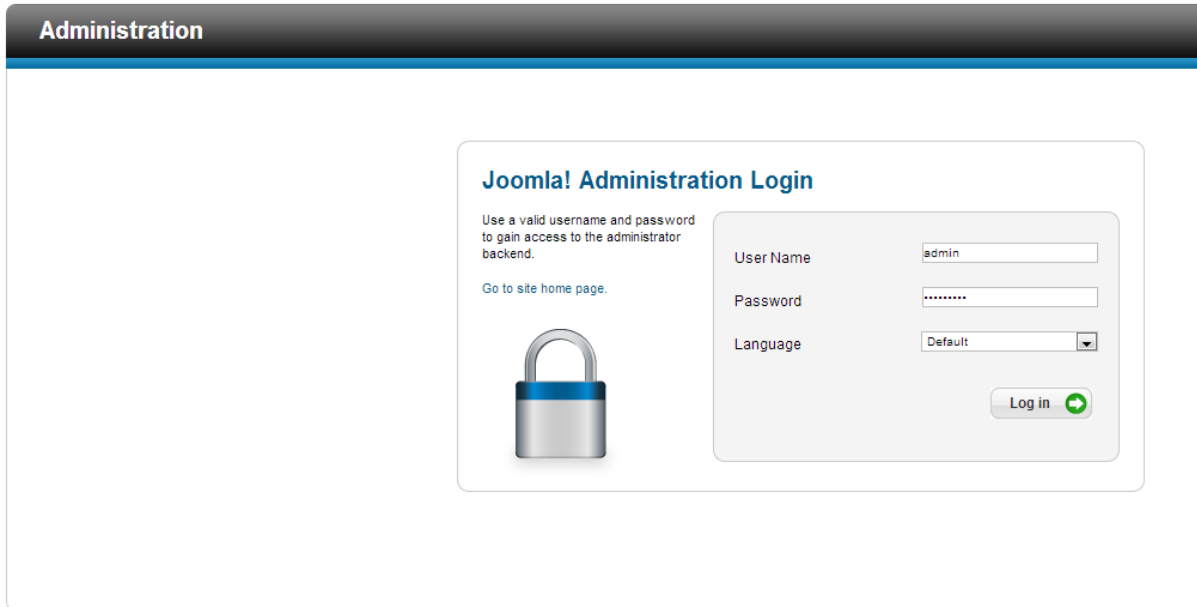 Administration
Joomla! Administration Login
Use a valid username and password
to gain access to the administrator
backend.
Go to site home page.
User Name
admin
Password
•••••••••
Language
Default
Log in